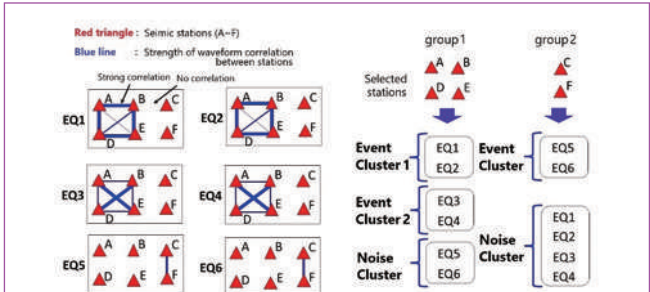 Red triangle : Seimic stations (A~F)
Blue line : Strength of waveform correlation
between stations
Strong correlation No correlation
EQ1 A B C D E F
EQ2 A B C D E F
EQ3 A B C D E F
EQ4 A B C D E F
EQ5 A B C D E F
EQ6 A B C D E F
group1 group2
Selected
stations
A B C
D E F
Event
Cluster 1
EQ1
EQ2
Event
Cluster
EQ5
EQ6
Event
Cluster 2
EQ3
EQ4
Noise
Cluster
EQ5
EQ6
Noise
Cluster
EQ1
EQ2
EQ3
EQ4